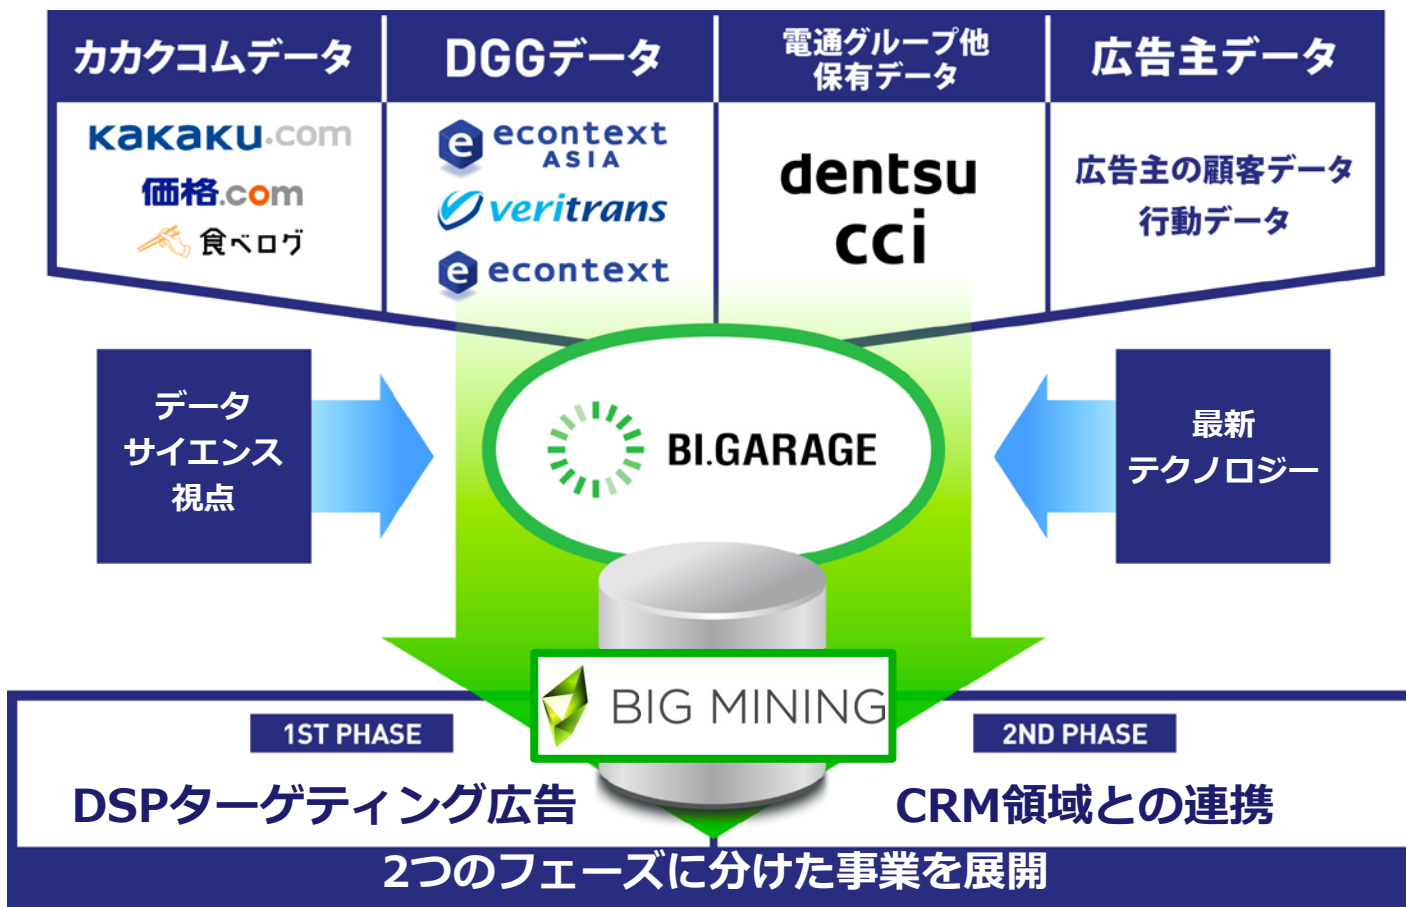 カカクコムデータ
DGGデータ
電通グループ他
保有データ
広告主データ
kakaku.com
価格.com
食べログ
econtext
ASIA
veritrans
econtext
dentsu
cci
広告主の顧客データ
行動データ
データ
サイエンス
視点
BI.GARAGE
最新
テクノロジー
BIG MINING
1ST PHASE
DSPターゲティング広告
2ND PHASE
CRM領域との連携
2つのフェーズに分けた事業を展開